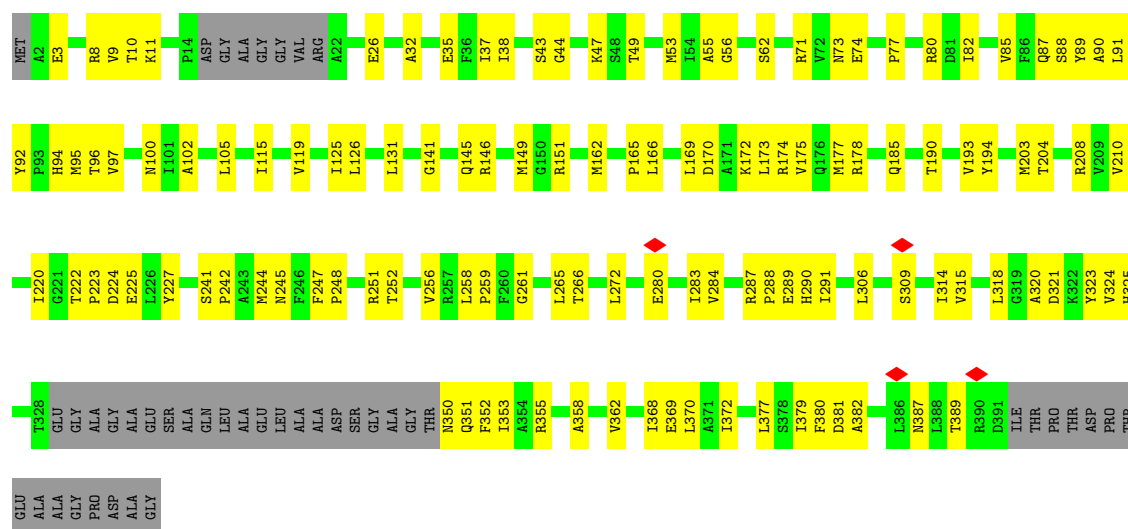 MET A2 E3 R8 V9 T10 K11 P14 ASP GLY ALA GLY GLY VAL ARG A22 E26 A32 E35 F36 I37 I38 S43 G44 K47 S48 T49 M53 I54 A55 G56 S62 R71 V72 N73 E74 P77 R80 D81 I82 V85 F86 Q87 S88 Y89 A90 L91
Y92 P93 H94 M95 T96 V97 N100 I101 A102 L105 I115 V119 I125 L126 L131 G141 Q145 R146 M149 G150 R151 M162 P165 L166 L169 D170 A171 K172 L173 R174 V175 Q176 M177 R178 Q185 T190 V193 Y194 M203 T204 R208 V209 V210
I220 G221 T222 P223 D224 E225 L226 Y227 S241 P242 A243 M244 N245 F246 F247 P248 R251 T252 V256 R257 L258 P259 F260 G261 L265 T266 L272 E280 I283 V284 R287 P288 E289 H290 I291 L306 S309 I314 V315 L318 G319 A320 D321 K322 Y323 V324 H325
T328 GLU GLY ALA GLY ALA GLU SER ALA GLN LEU ALA GLU LEU ALA ALA ASP SER GLY ALA GLY THR N350 Q351 F352 I353 A354 R355 A358 V362 I368 E369 L370 A371 I372 L377 S378 I379 F380 D381 A382 L386 N387 L388 T389 R390 D391 ILE THR PRO THR ASP PRO THR
GLU ALA ALA GLY PRO ASP ALA GLY